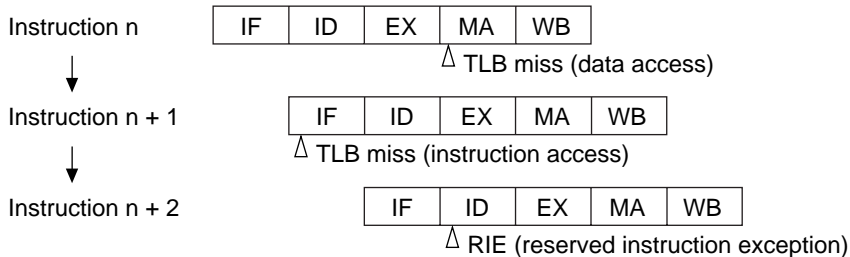 Instruction n IF ID EX MA WB
TLB miss (data access)
Instruction n + 1 IF ID EX MA WB
TLB miss (instruction access)
Instruction n + 2 IF ID EX MA WB
RIE (reserved instruction exception)